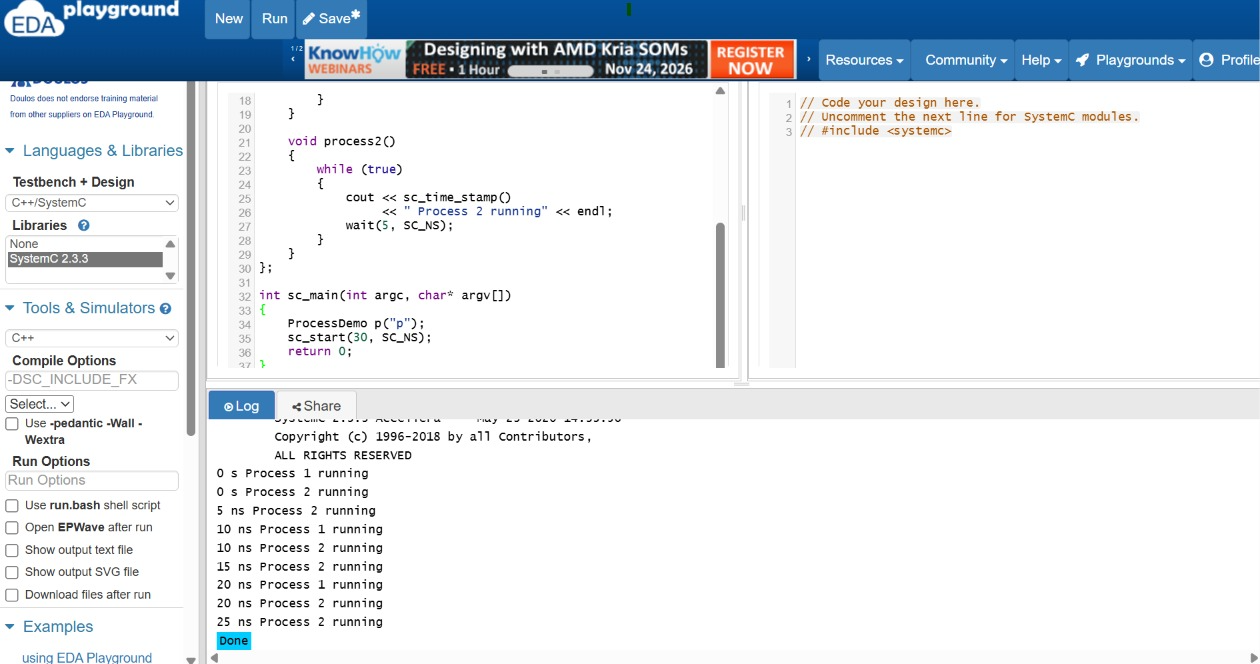 EDA playground
New Run Save*
1/2 KnowHow WEBINARS
Designing with AMD Kria SOMs
FREE • 1 Hour Nov 24, 2026
REGISTER NOW
Resources Community Help Playgrounds Profile
DOULOS
Doulos does not endorse training material
from other suppliers on EDA Playground.
Languages & Libraries
Testbench + Design
C++/SystemC
Libraries ?
None
SystemC 2.3.3
Tools & Simulators ?
C++
Compile Options
-DSC_INCLUDE_FX
Select...
Use -pedantic -Wall -
Wextra
Run Options
Run Options
Use run.bash shell script
Open EPWave after run
Show output text file
Show output SVG file
Download files after run
Examples
using EDA Playground
18 }
19 }
20
21 void process2()
22 {
23 while (true)
24 {
25 cout << sc_time_stamp()
26 << " Process 2 running" << endl;
27 wait(5, SC_NS);
28 }
29 }
30 };
31
32 int sc_main(int argc, char* argv[])
33 {
34 ProcessDemo p("p");
35 sc_start(30, SC_NS);
36 return 0;
37 }
1 // Code your design here.
2 // Uncomment the next line for SystemC modules.
3 // #include <systemc>
Log Share
Copyright (c) 1996-2018 by all Contributors,
ALL RIGHTS RESERVED
0 s Process 1 running
0 s Process 2 running
5 ns Process 2 running
10 ns Process 1 running
10 ns Process 2 running
15 ns Process 2 running
20 ns Process 1 running
20 ns Process 2 running
25 ns Process 2 running
Done